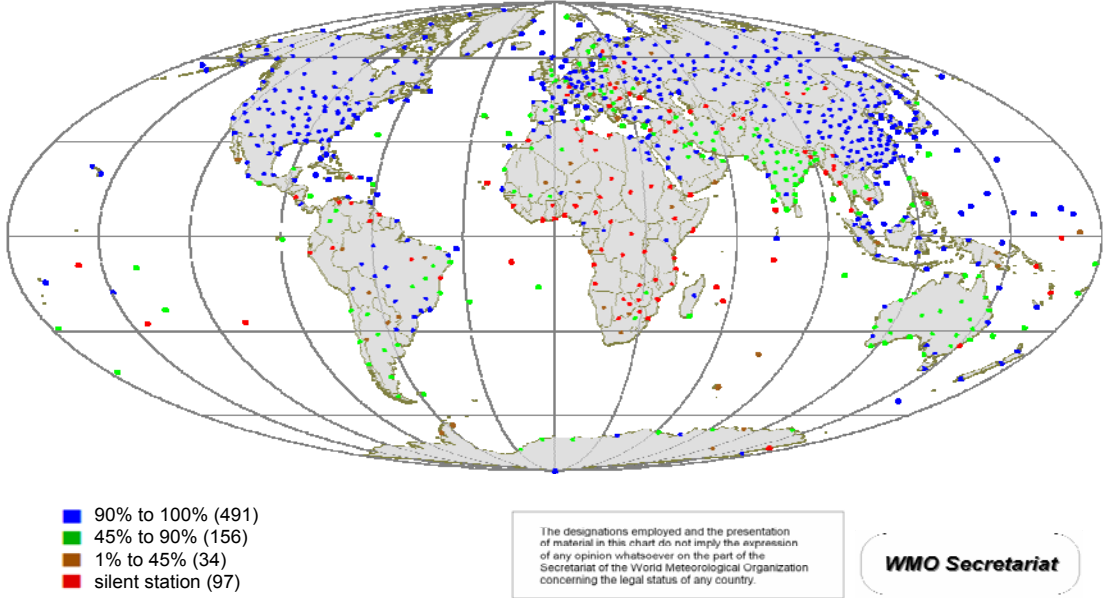 90% to 100% (491)
45% to 90% (156)
1% to 45% (34)
silent station (97)
The designations employed and the presentation
of material in this chart do not imply the expression
of any opinion whatsoever on the part of the
Secretariat of the World Meteorological Organization
concerning the legal status of any country.
WMO Secretariat